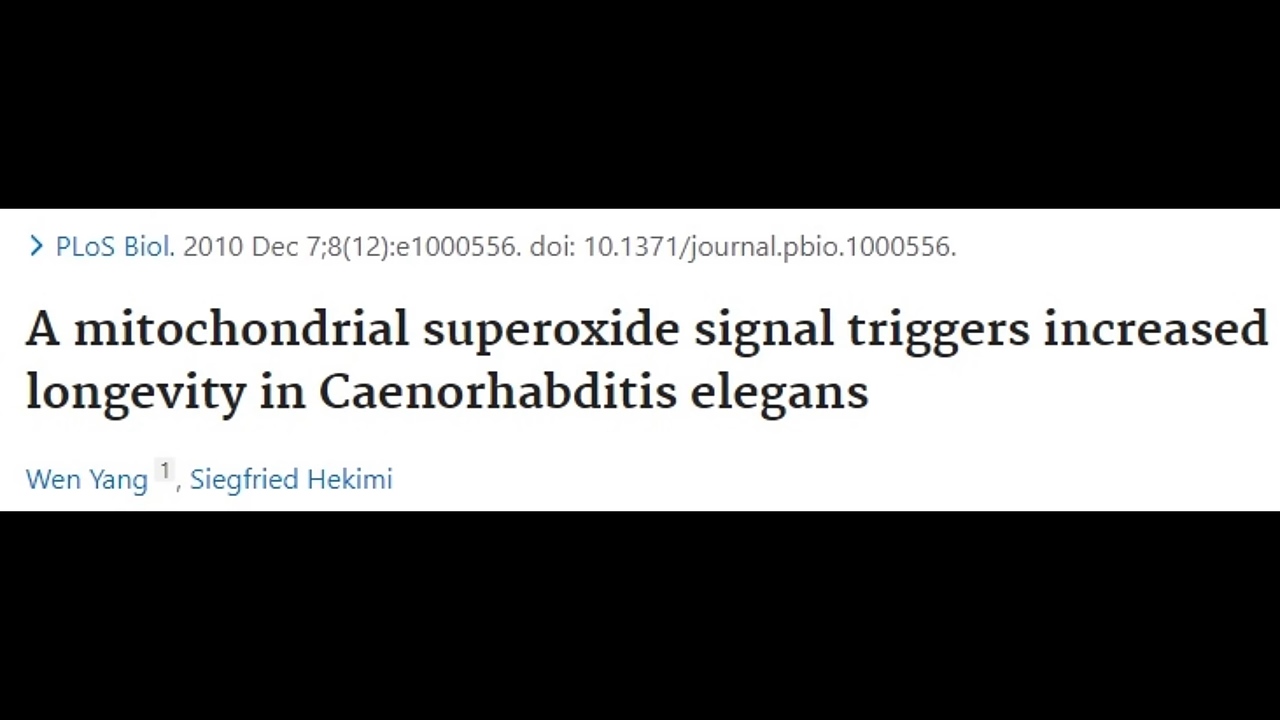 > PLoS Biol. 2010 Dec 7;8(12):e1000556. doi: 10.1371/journal.pbio.1000556.
A mitochondrial superoxide signal triggers increased
longevity in Caenorhabditis elegans
Wen Yang 1, Siegfried Hekimi